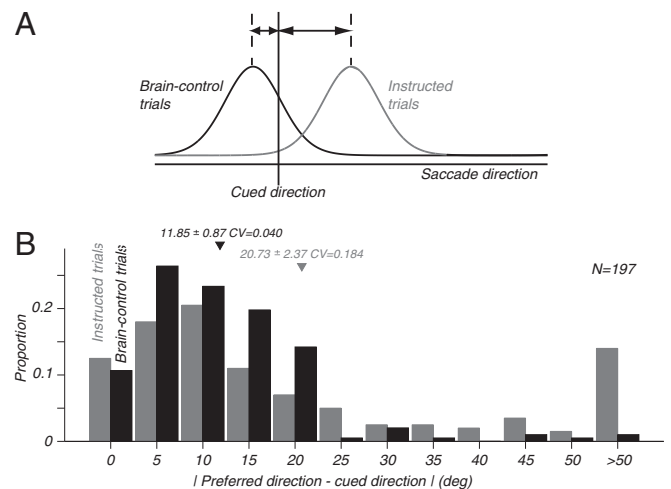 A
Brain-control
trials
Instructed
trials
Saccade direction
Cued direction
B
11.85 ± 0.87 CV=0.040
20.73 ± 2.37 CV=0.184
N=197
Instructed trials
Brain-control trials
Proportion
0.2
0.1
0
0 5 10 15 20 25 30 35 40 45 50 >50
| Preferred direction - cued direction | (deg)